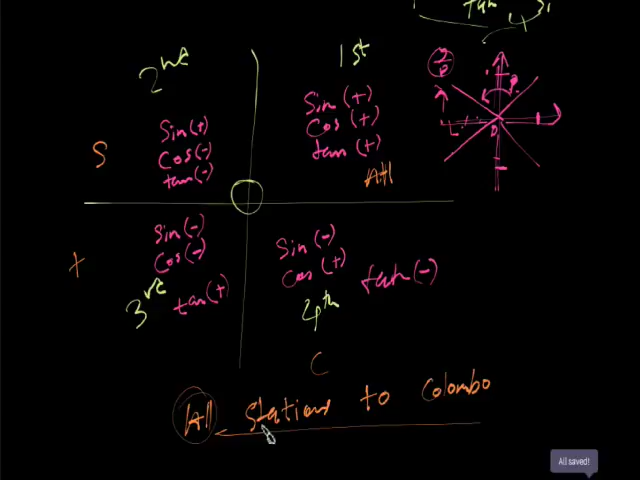 tan
2nd
1st
Sin (+)
Cos (+)
tan (+)
All
S
Sin (+)
Cos (-)
tan (-)
Sin (-)
Cos (-)
tan (+)
3rd
Sin (-)
Cos (+)
tan (-)
4th
C
All Stations to Colombo
All saved!